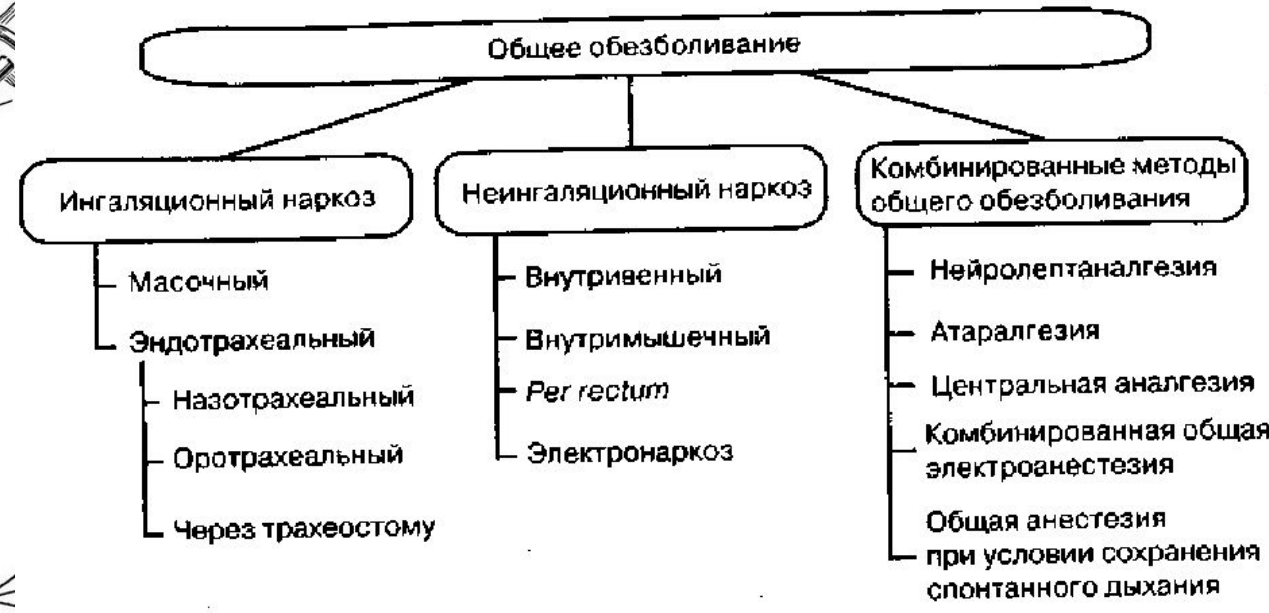 Общее обезболивание
Ингаляционный наркоз
Масочный
Эндотрахеальный
Назотрахеальный
Оротрахеальный
Через трахеостому
Неингаляционный наркоз
Внутривенный
Внутримышечный
Per rectum
Электронаркоз
Комбинированные методы
общего обезболивания
Нейролептаналгезия
Атаралгезия
Центральная аналгезия
Комбинированная общая
электроанестезия
Общая анестезия
при условии сохранения
спонтанного дыхания